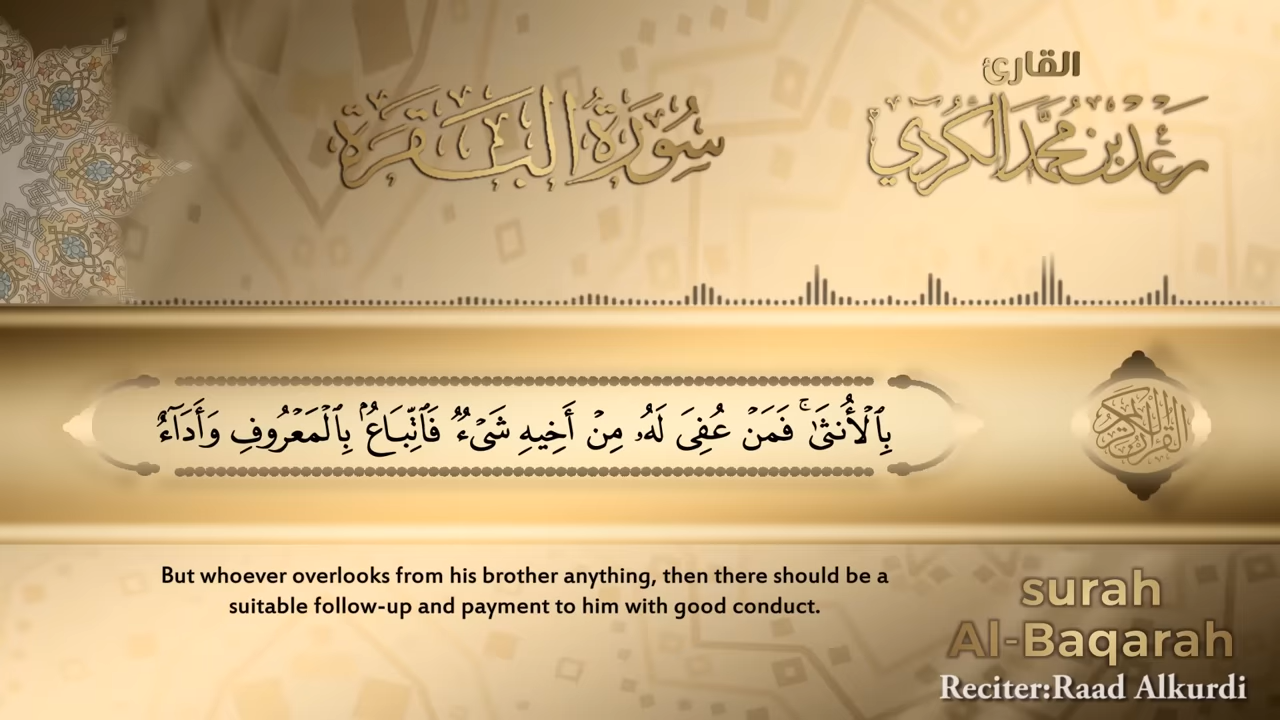 القارئ
رعد بن محمد الكردي
سُورَةُ الْبَقَرَة
بِٱلْأُنثَىٰ ۚ فَمَنْ عُفِىَ لَهُۥ مِنْ أَخِيهِ شَىْءٌ فَٱتِّبَاعٌۢ بِٱلْمَعْرُوفِ وَأَدَآءٌ
القرآن الكريم
But whoever overlooks from his brother anything, then there should be a
suitable follow-up and payment to him with good conduct.
surah
Al-Baqarah
Reciter:Raad Alkurdi